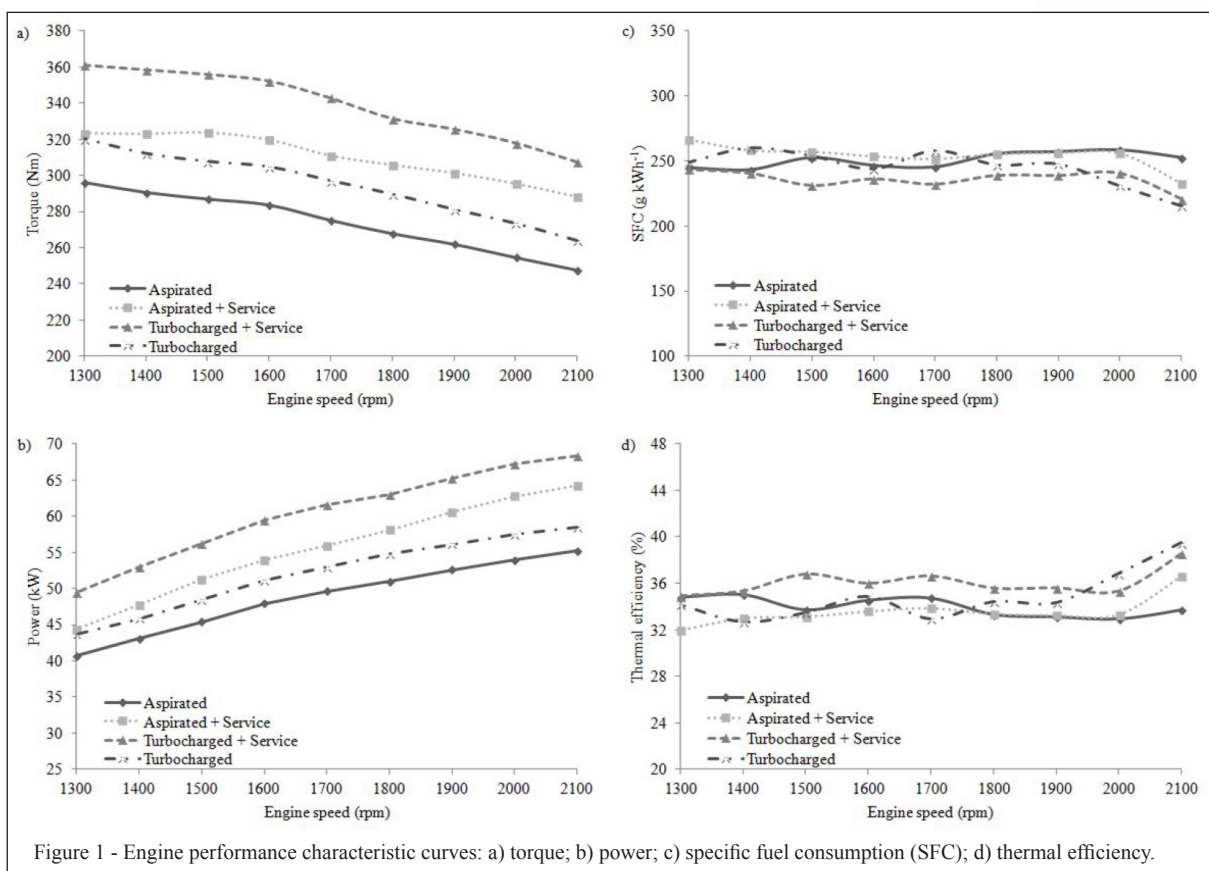 a)
380
360
340
320
300
280
260
240
220
200
Torque (Nm)
Aspirated
Aspirated + Service
Turbocharged + Service
Turbocharged
1300 1400 1500 1600 1700 1800 1900 2000 2100
Engine speed (rpm)
c)
350
300
250
200
150
100
SFC (g kWh-¹)
Aspirated
Aspirated + Service
Turbocharged + Service
Turbocharged
1300 1400 1500 1600 1700 1800 1900 2000 2100
Engine speed (rpm)
b)
70
65
60
55
50
45
40
35
30
25
Power (kW)
Aspirated
Aspirated + Service
Turbocharged + Service
Turbocharged
1300 1400 1500 1600 1700 1800 1900 2000 2100
Engine speed (rpm)
d)
48
44
40
36
32
28
24
20
Thermal efficiency (%)
Aspirated
Aspirated + Service
Turbocharged + Service
Turbocharged
1300 1400 1500 1600 1700 1800 1900 2000 2100
Engine speed (rpm)
Figure 1 - Engine performance characteristic curves: a) torque; b) power; c) specific fuel consumption (SFC); d) thermal efficiency.